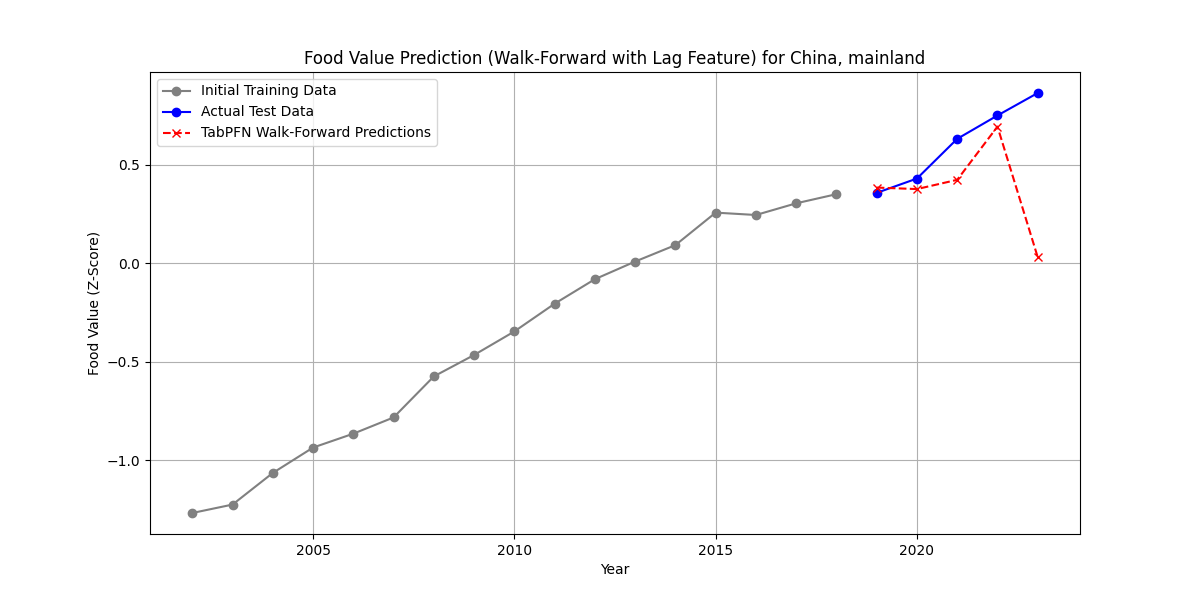 Food Value Prediction (Walk-Forward with Lag Feature) for China, mainland
Initial Training Data
Actual Test Data
TabPFN Walk-Forward Predictions
Food Value (Z-Score)
0.5
0.0
−0.5
−1.0
2005 2010 2015 2020
Year